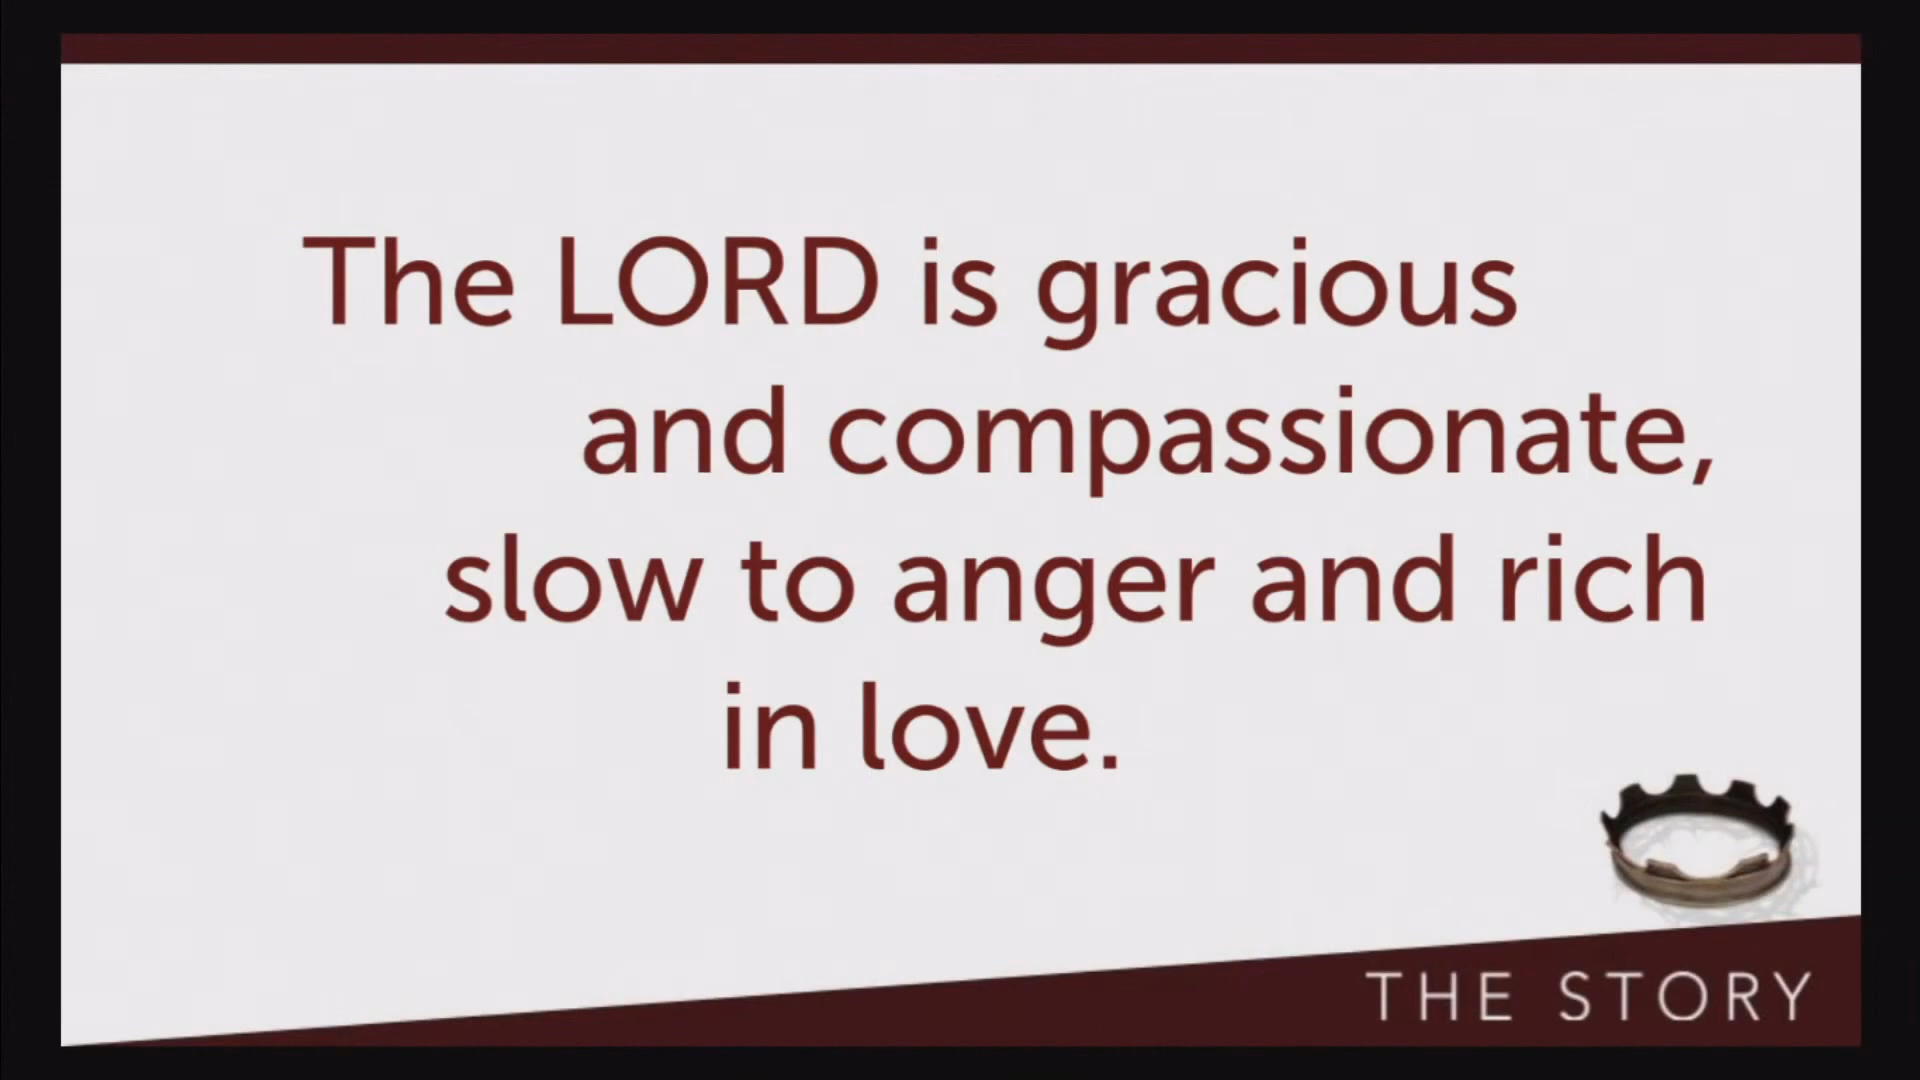 The LORD is gracious
and compassionate,
slow to anger and rich
in love.
THE STORY